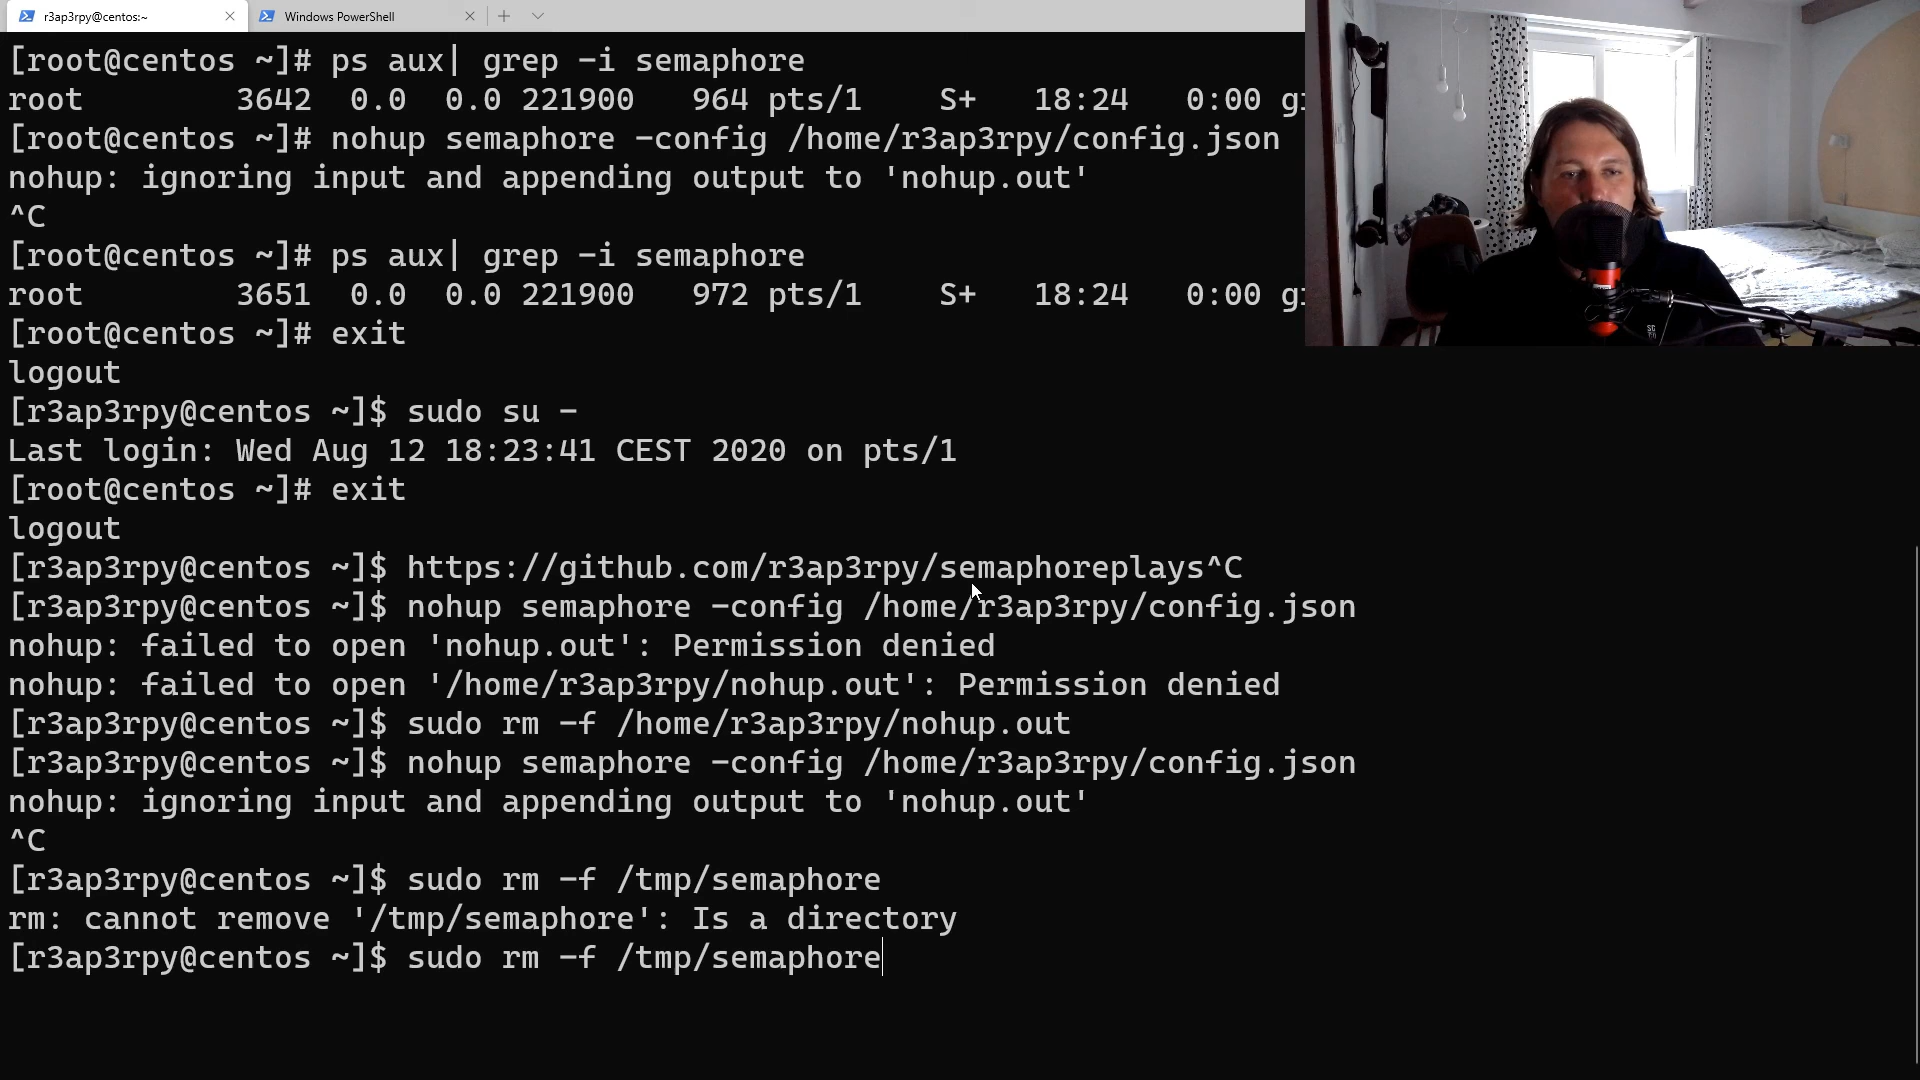 r3ap3rpy@centos:~
Windows PowerShell
[root@centos ~]# ps aux| grep -i semaphore
root        3642  0.0  0.0 221900   964 pts/1    S+   18:24   0:00
[root@centos ~]# nohup semaphore -config /home/r3ap3rpy/config.json
nohup: ignoring input and appending output to 'nohup.out'
^C
[root@centos ~]# ps aux| grep -i semaphore
root        3651  0.0  0.0 221900   972 pts/1    S+   18:24   0:00
[root@centos ~]# exit
logout
[r3ap3rpy@centos ~]$ sudo su -
Last login: Wed Aug 12 18:23:41 CEST 2020 on pts/1
[root@centos ~]# exit
logout
[r3ap3rpy@centos ~]$ https://github.com/r3ap3rpy/semaphoreplays^C
[r3ap3rpy@centos ~]$ nohup semaphore -config /home/r3ap3rpy/config.json
nohup: failed to open 'nohup.out': Permission denied
nohup: failed to open '/home/r3ap3rpy/nohup.out': Permission denied
[r3ap3rpy@centos ~]$ sudo rm -f /home/r3ap3rpy/nohup.out
[r3ap3rpy@centos ~]$ nohup semaphore -config /home/r3ap3rpy/config.json
nohup: ignoring input and appending output to 'nohup.out'
^C
[r3ap3rpy@centos ~]$ sudo rm -f /tmp/semaphore
rm: cannot remove '/tmp/semaphore': Is a directory
[r3ap3rpy@centos ~]$ sudo rm -f /tmp/semaphore